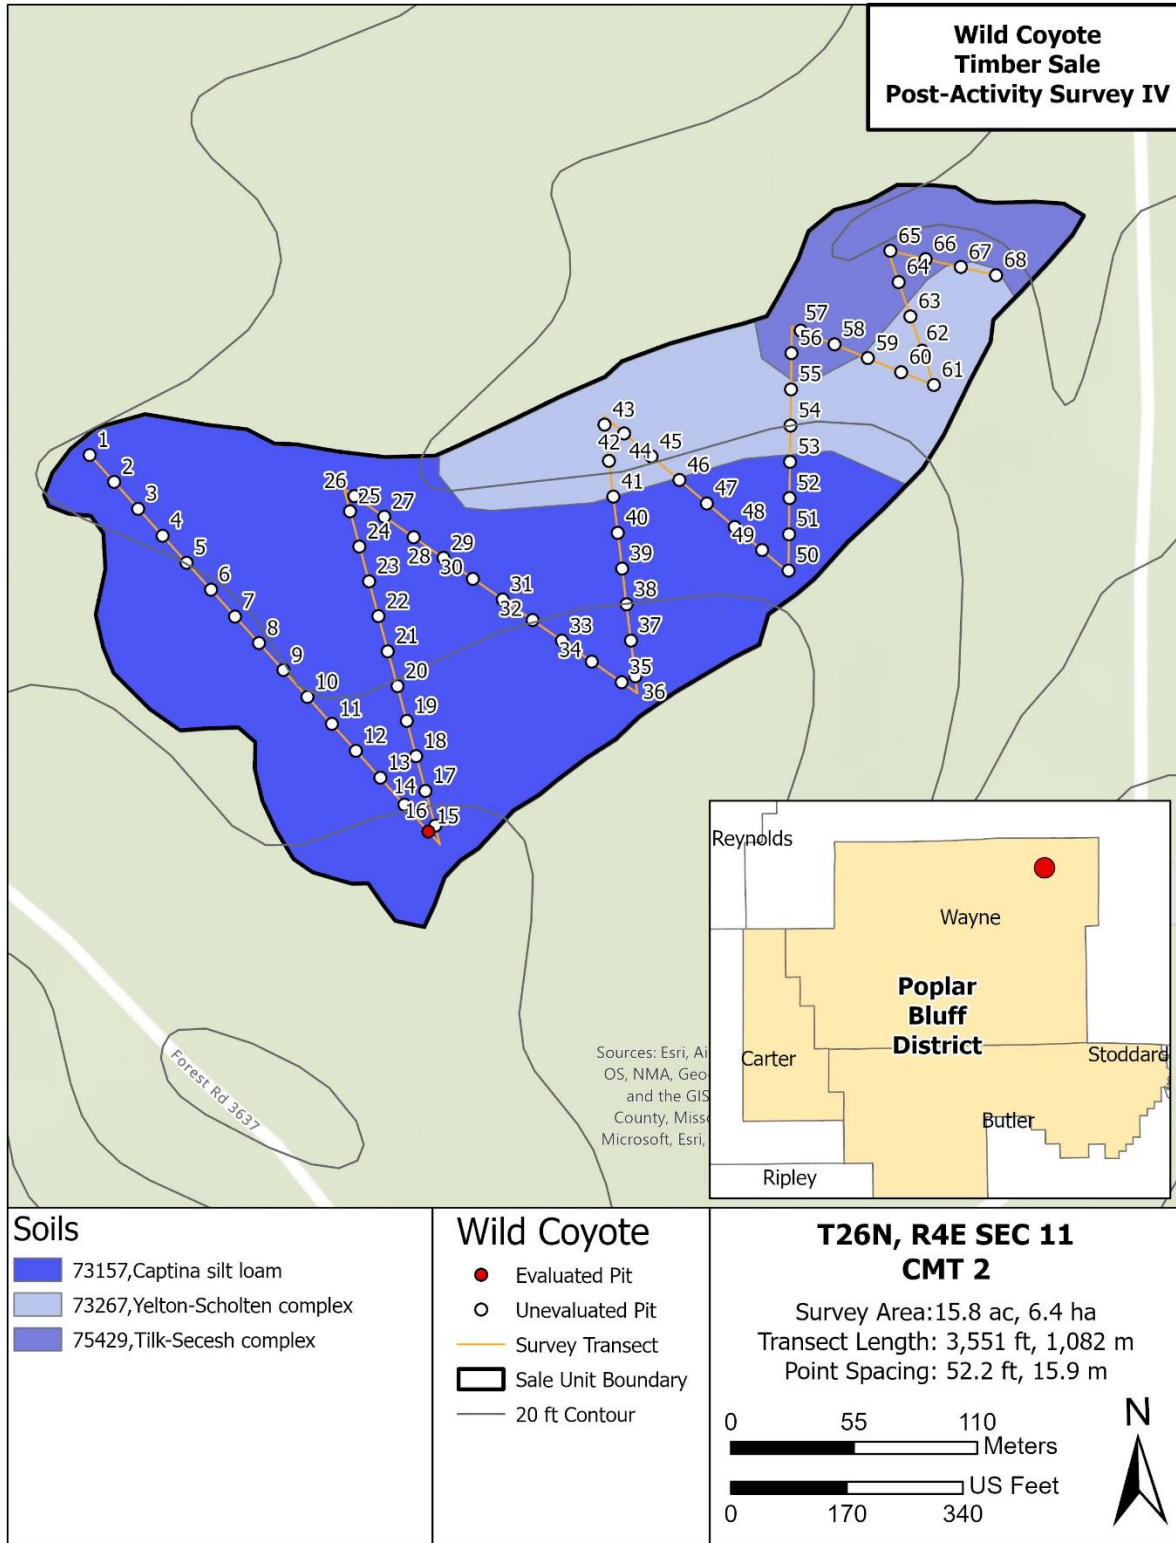 Wild Coyote
Timber Sale
Post-Activity Survey IV
65
66
67
68
64
63
57
58
62
56
59
60
61
55
43
54
1
42
44
45
53
2
46
26
25
27
41
52
3
47
4
24
28
40
48
51
29
49
5
30
39
50
23
6
31
38
7
22
32
8
33
37
21
34
9
35
20
36
10
19
11
12
18
13
17
14
16
15
Reynolds
Wayne
Poplar
Bluff
District
Carter
Stoddard
Butler
Ripley
Sources: Esri, Ai
OS, NMA, Geo
and the GIS
County, Miss
Microsoft, Esri,
Forest Rd 3637
Soils
73157,Captina silt loam
73267,Yelton-Scholten complex
75429,Tilk-Secesh complex
Wild Coyote
Evaluated Pit
Unevaluated Pit
Survey Transect
Sale Unit Boundary
20 ft Contour
T26N, R4E SEC 11
CMT 2
Survey Area:15.8 ac, 6.4 ha
Transect Length: 3,551 ft, 1,082 m
Point Spacing: 52.2 ft, 15.9 m
0 55 110
Meters
US Feet
0 170 340
N